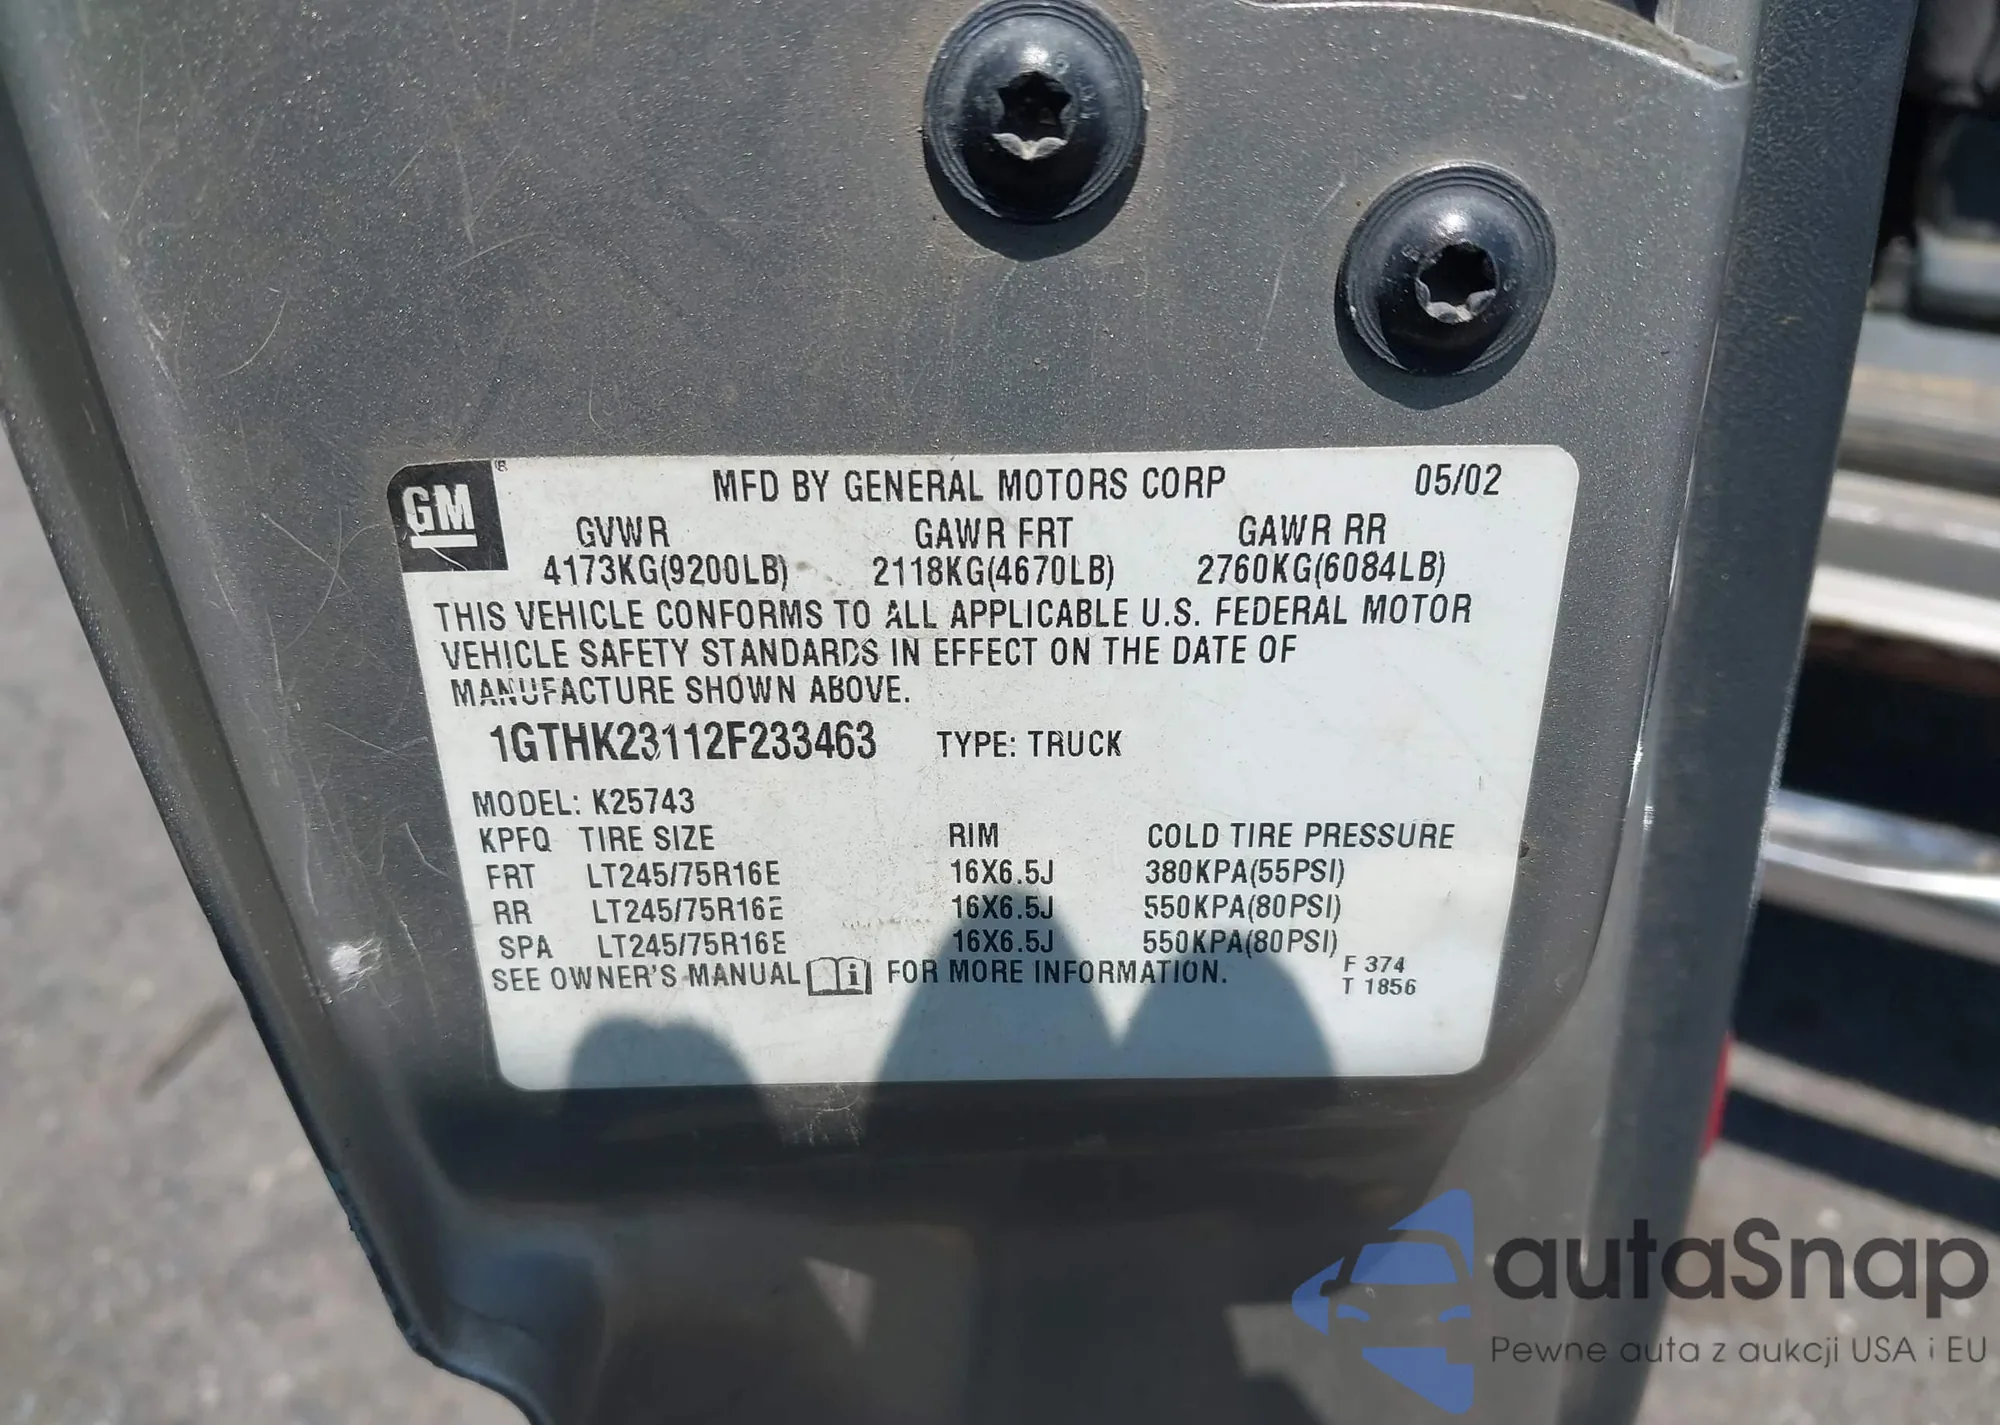 GM ®
MFD BY GENERAL MOTORS CORP 05/02
GVWR GAWR FRT GAWR RR
4173KG(9200LB) 2118KG(4670LB) 2760KG(6084LB)
THIS VEHICLE CONFORMS TO ALL APPLICABLE U.S. FEDERAL MOTOR
VEHICLE SAFETY STANDARDS IN EFFECT ON THE DATE OF
MANUFACTURE SHOWN ABOVE.
1GTHK23112F233463 TYPE: TRUCK
MODEL: K25743
KPFQ TIRE SIZE RIM COLD TIRE PRESSURE
FRT LT245/75R16E 16X6.5J 380KPA(55PSI)
RR LT245/75R16E 16X6.5J 550KPA(80PSI)
SPA LT245/75R16E 16X6.5J 550KPA(80PSI)
SEE OWNER'S MANUAL i FOR MORE INFORMATION.
F 374
T 1856
autaSnap
Pewne auta z aukcji USA i EU